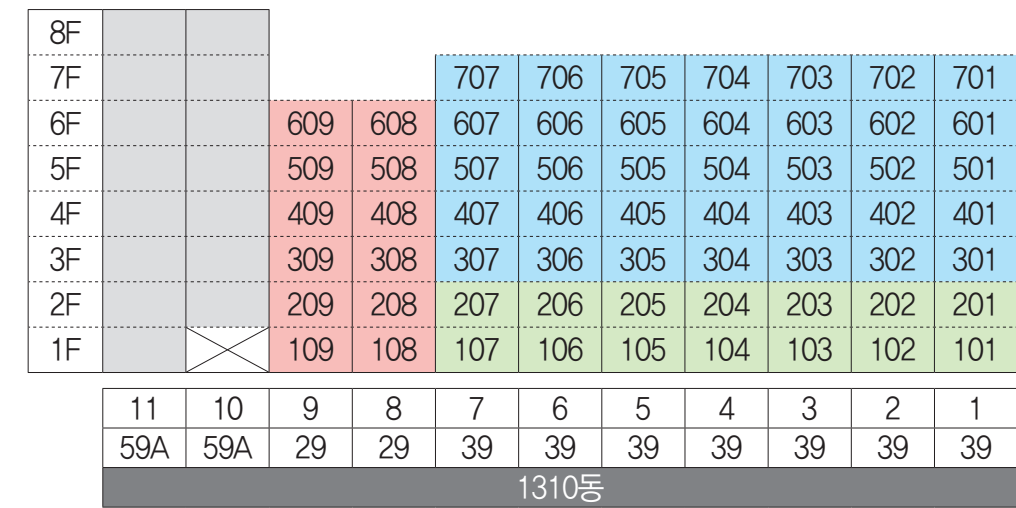 8F
7F 707 706 705 704 703 702 701
6F 609 608 607 606 605 604 603 602 601
5F 509 508 507 506 505 504 503 502 501
4F 409 408 407 406 405 404 403 402 401
3F 309 308 307 306 305 304 303 302 301
2F 209 208 207 206 205 204 203 202 201
1F 109 108 107 106 105 104 103 102 101
11 10 9 8 7 6 5 4 3 2 1
59A 59A 29 29 39 39 39 39 39 39 39
1310동